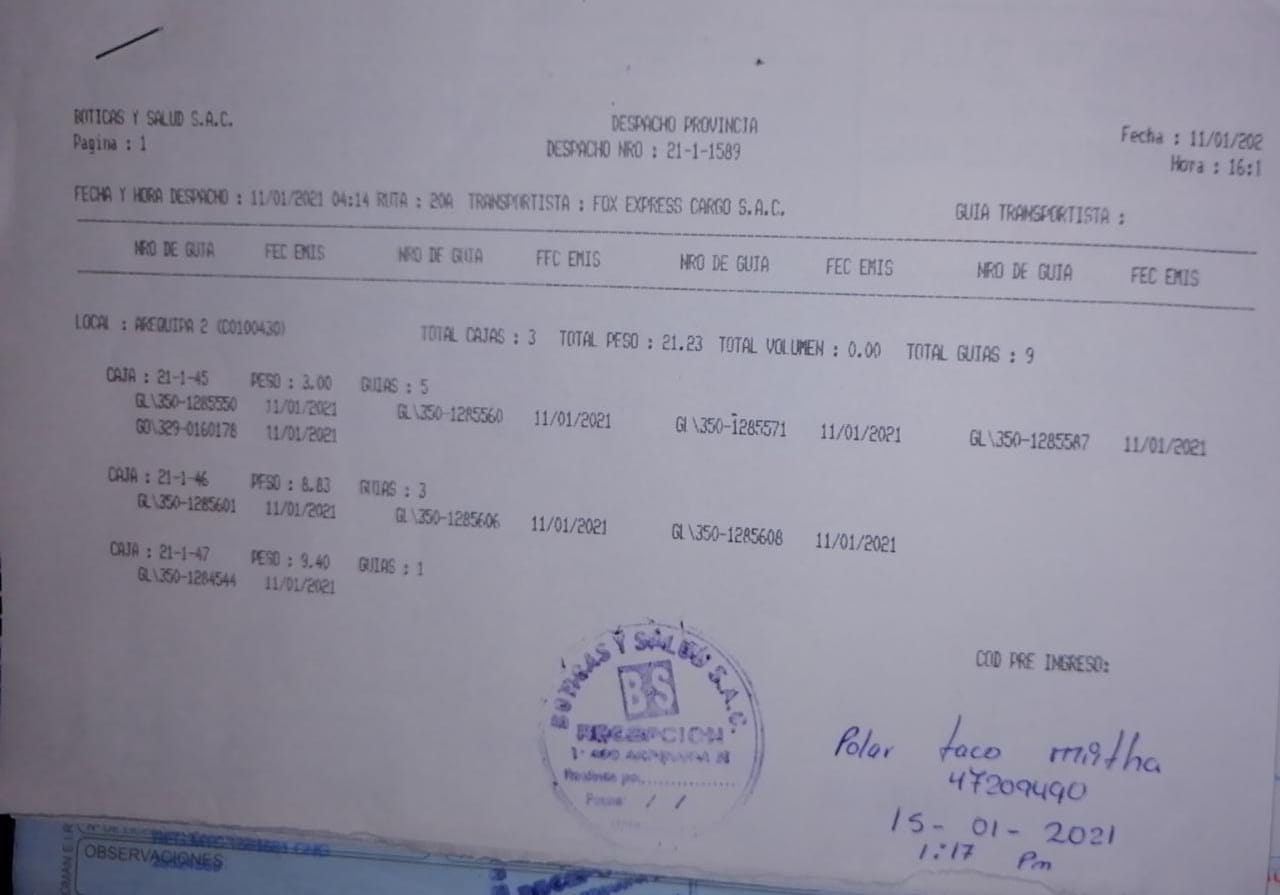 BOTICAS Y SALUD S.A.C. DESPACHO PROVINCIA Fecha : 11/01/202
Pagina : 1 DESPACHO NRO : 21-1-1589 Hora : 16:1
FECHA Y HORA DESPACHO : 11/01/2021 04:14 RUTA : 20A TRANSPORTISTA : FOX EXPRESS CARGO S.A.C. GUIA TRANSPORTISTA :
NRO DE GUIA FEC EMIS NRO DE GUIA FEC EMIS NRO DE GUIA FEC EMIS NRO DE GUIA FEC EMIS
LOCAL : AREQUIPA 2 (C0100430) TOTAL CAJAS : 3 TOTAL PESO : 21.23 TOTAL VOLUMEN : 0.00 TOTAL GUIAS : 9
CAJA : 21-1-45 PESO : 3.00 GUIAS : 5
GL\350-1285550 11/01/2021 GL\350-1285560 11/01/2021 GL\350-1285571 11/01/2021 GL\350-1285587 11/01/2021
GO\329-0160178 11/01/2021
CAJA : 21-1-46 PESO : 8.83 GUIAS : 3
GL\350-1285601 11/01/2021 GL\350-1285606 11/01/2021 GL\350-1285608 11/01/2021
CAJA : 21-1-47 PESO : 9.40 GUIAS : 1
GL\350-1284544 11/01/2021
BOTICAS Y SALUD S.A.C.
BS
RECEPCION
COD PRE INGRESO:
Polar taco mirtha
47209490
15-01-2021
1:17 Pm
OBSERVACIONES